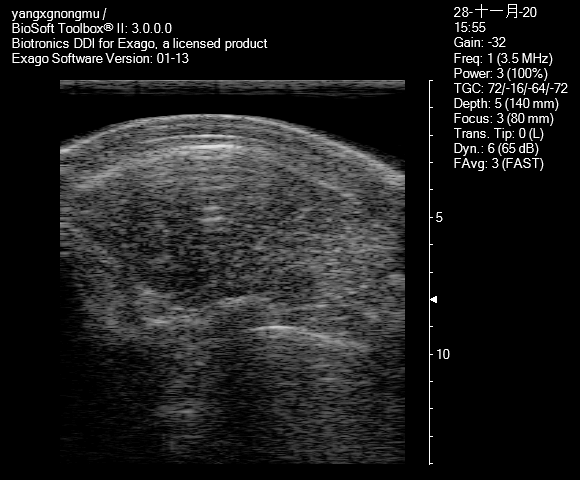 yangxgnongmu /
BioSoft Toolbox® II: 3.0.0.0
Biotronics DDI for Exago, a licensed product
Exago Software Version: 01-13
28-十一月-20
15:55
Gain: -32
Freq: 1 (3.5 MHz)
Power: 3 (100%)
TGC: 72/-16/-64/-72
Depth: 5 (140 mm)
Focus: 3 (80 mm)
Trans. Tip: 0 (L)
Dyn.: 6 (65 dB)
FAvg: 3 (FAST)
5
10